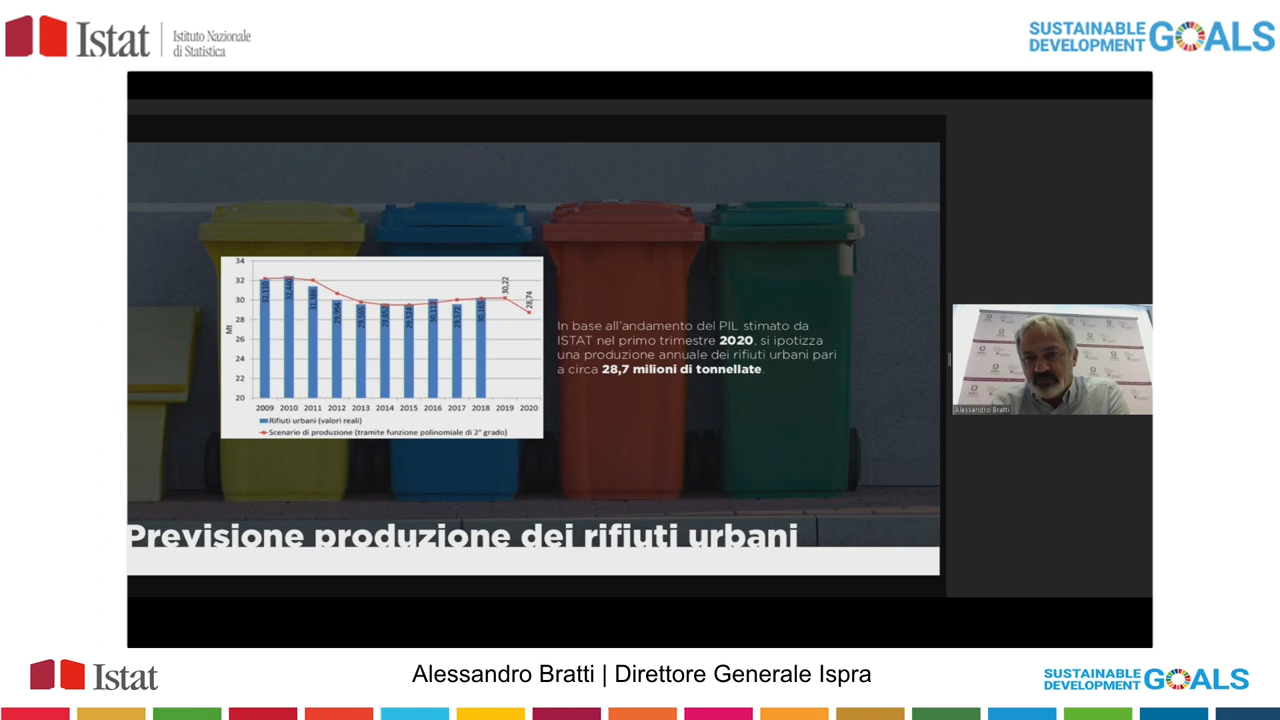 Istat
Istituto Nazionale
di Statistica
SUSTAINABLE
DEVELOPMENT
GOALS
34
32
30
28
26
24
22
20
Mt
30,22
28,74
2009 2010 2011 2012 2013 2014 2015 2016 2017 2018 2019 2020
Rifiuti urbani (valori reali)
Scenario di produzione (tramite funzione polinomiale di 2° grado)
In base all'andamento del PIL stimato da
ISTAT nel primo trimestre 2020, si ipotizza
una produzione annuale dei rifiuti urbani pari
a circa 28,7 milioni di tonnellate.
Previsione produzione dei rifiuti urbani
Alessandro Bratti
Istat
Alessandro Bratti | Direttore Generale Ispra
SUSTAINABLE
DEVELOPMENT
GOALS